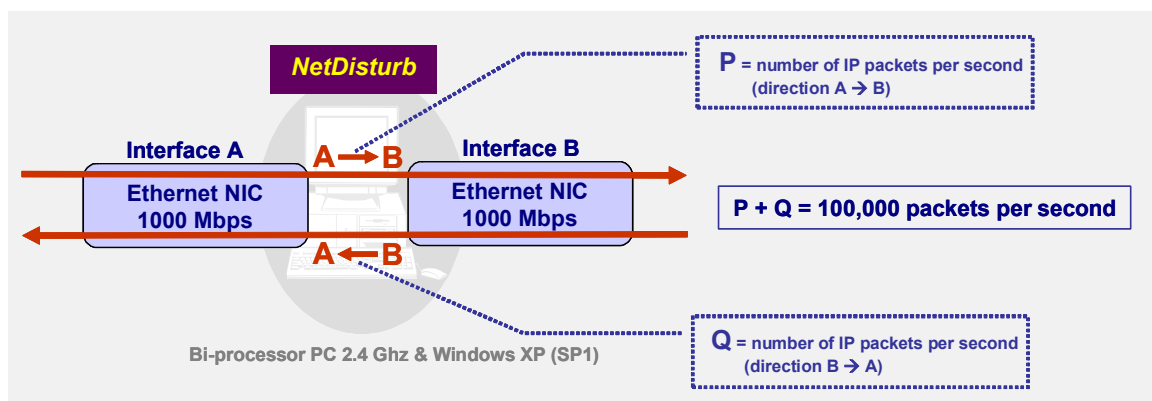 NetDisturb
P = number of IP packets per second
(direction A → B)
Interface A
A → B
Interface B
Ethernet NIC
1000 Mbps
Ethernet NIC
1000 Mbps
P + Q = 100,000 packets per second
A ← B
Q = number of IP packets per second
(direction B → A)
Bi-processor PC 2.4 Ghz & Windows XP (SP1)